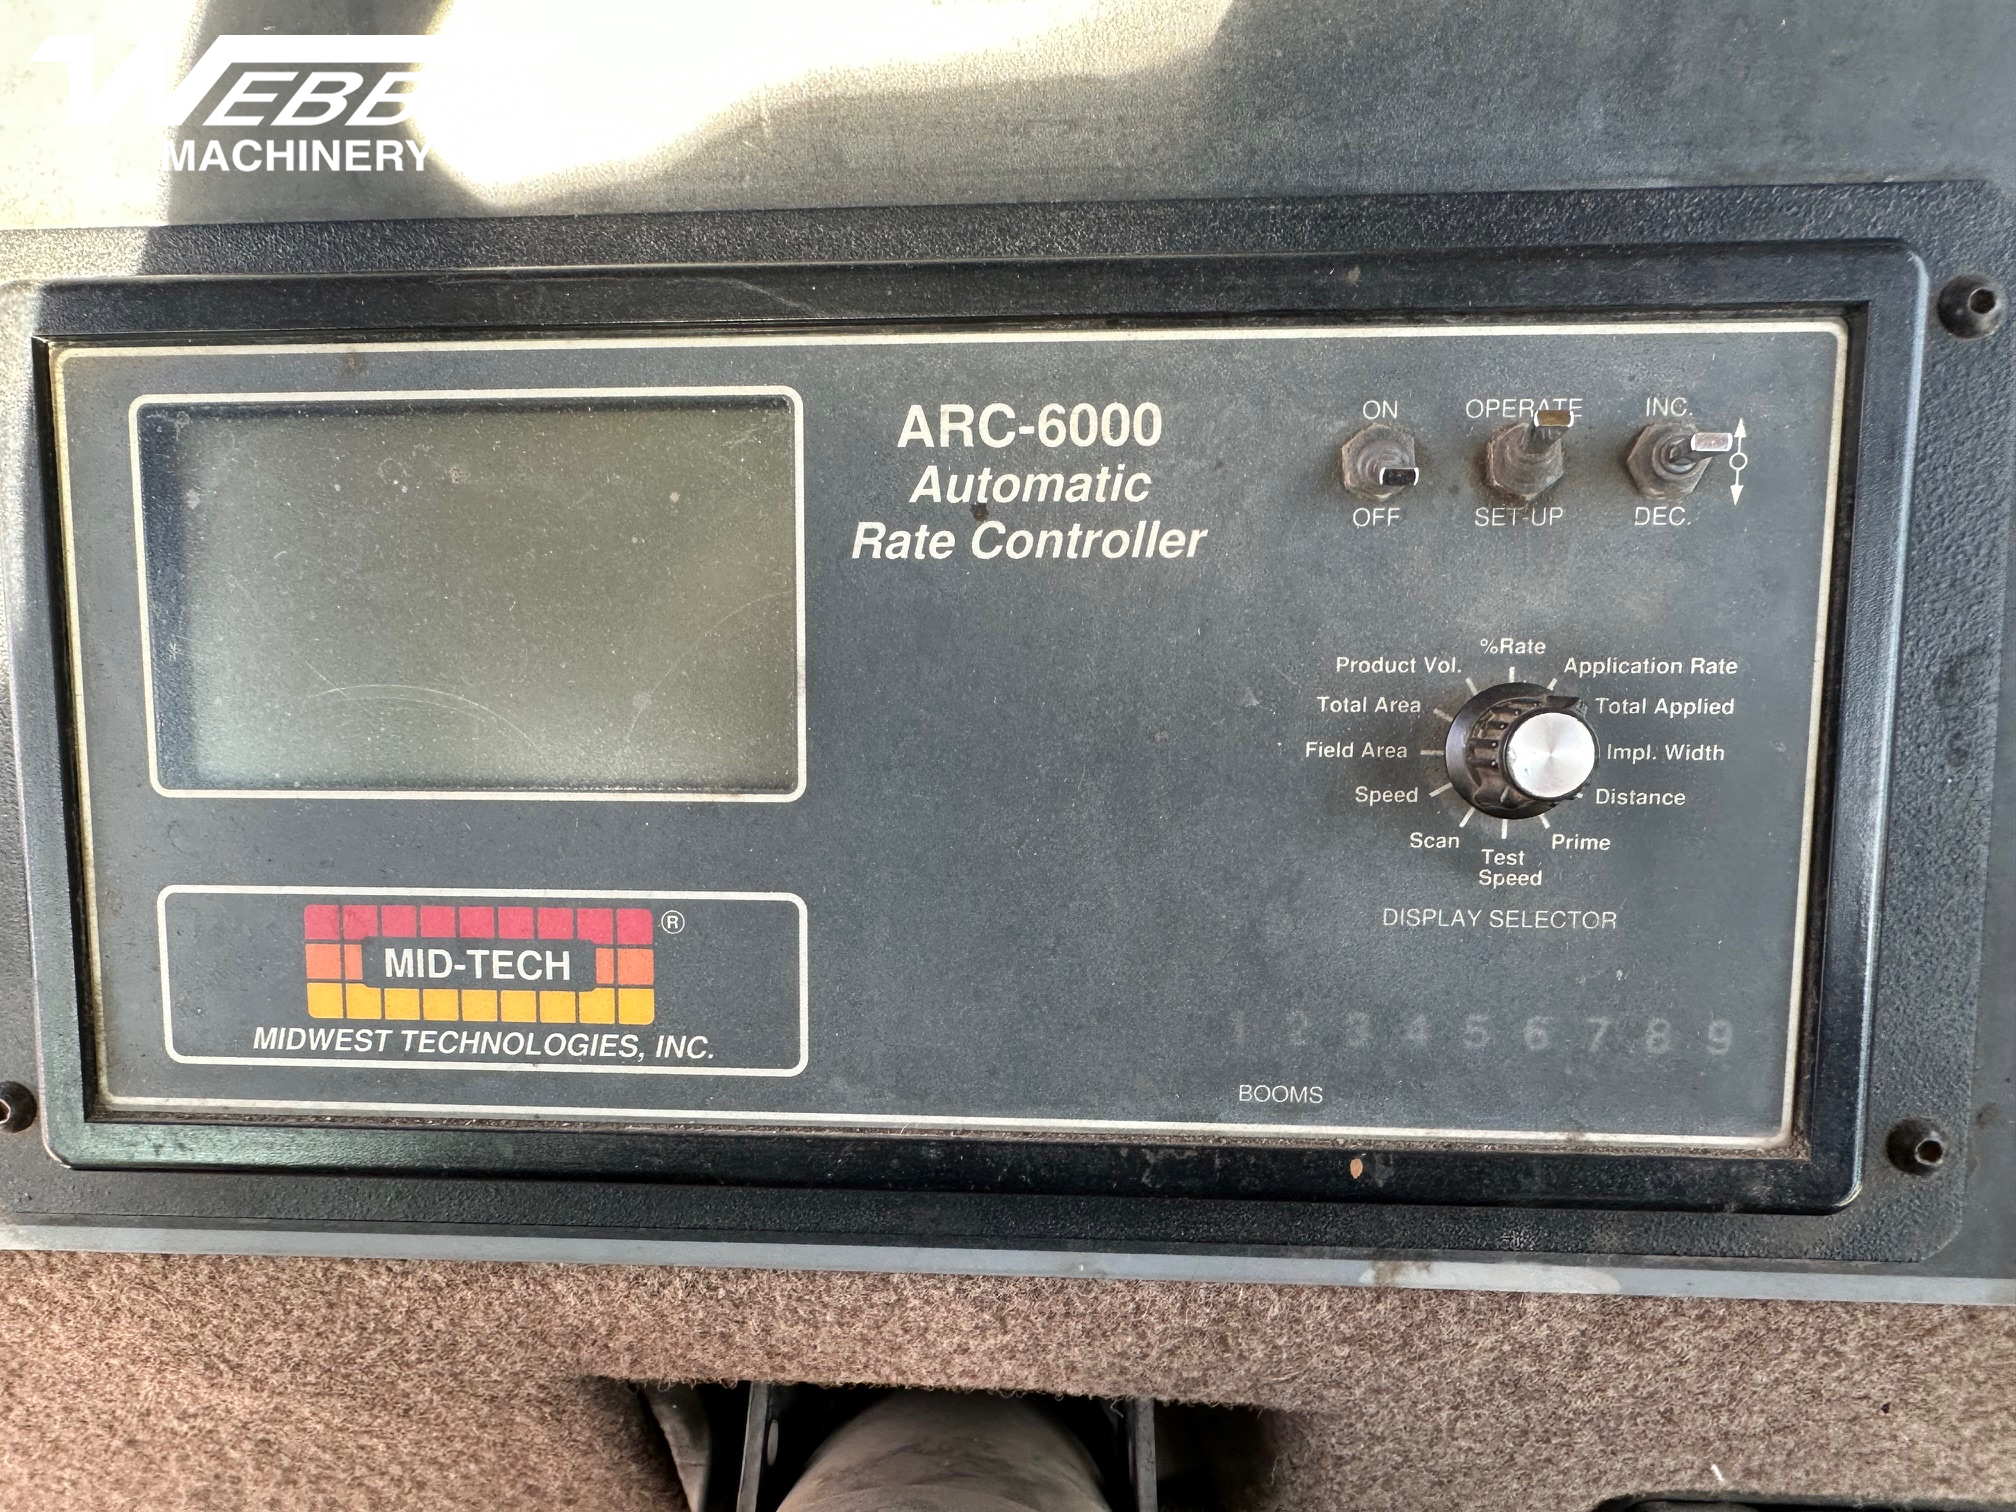 WEBB
MACHINERY
ARC-6000
Automatic
Rate Controller
ON
OFF
OPERATE
SET-UP
INC.
DEC.
%Rate
Product Vol.
Application Rate
Total Area
Total Applied
Field Area
Impl. Width
Speed
Distance
Scan
Prime
Test
Speed
DISPLAY SELECTOR
MID-TECH ®
MIDWEST TECHNOLOGIES, INC.
1 2 3 4 5 6 7 8 9
BOOMS